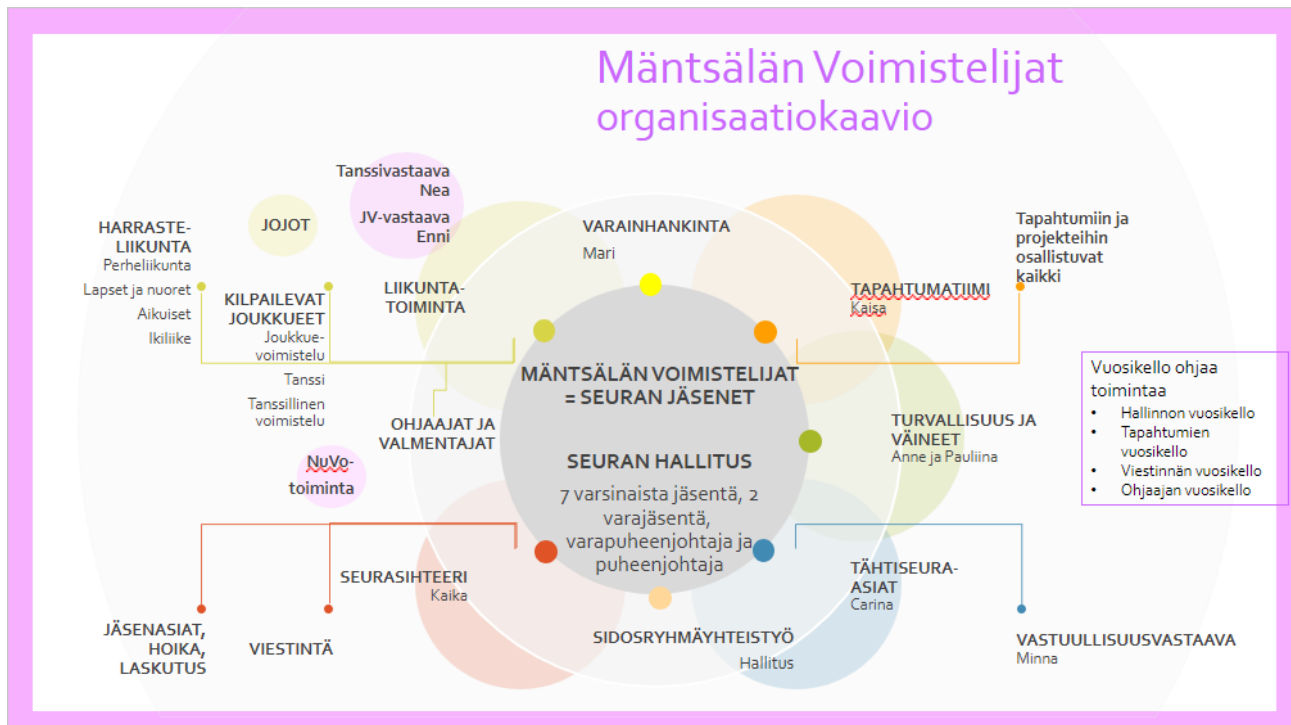 Mäntsälän Voimistelijat
organisaatiokaavio
Tanssivastaava
Nea
JV-vastaava
Enni
JOJOT
HARRASTE-
LIIKUNTA
Perheliikunta
Lapset ja nuoret
Aikuiset
Ikiliike
KILPAILEVAT
JOUKKUEET
Joukkue-
voimistelu
Tanssi
Tanssillinen
voimistelu
LIIKUNTA-
TOIMINTA
OHJAAJAT JA
VALMENTAJAT
NuVo-
toiminta
VARAINHANKINTA
Mari
TAPAHTUMATIIMI
Kaisa
Tapahtumiin ja
projekteihin
osallistuvat
kaikki
MÄNTSÄLÄN VOIMISTELIJAT
= SEURAN JÄSENET
SEURAN HALLITUS
7 varsinaista jäsentä, 2
varajäsentä,
varapuheenjohtaja ja
puheenjohtaja
TURVALLISUUS JA
VÄINEET
Anne ja Pauliina
Vuosikello ohjaa
toimintaa
• Hallinnon vuosikello
• Tapahtumien
vuosikello
• Viestinnän vuosikello
• Ohjaajan vuosikello
SEURASIHTEERI
Kaika
JÄSENASIAT,
HOIKA,
LASKUTUS
VIESTINTÄ
SIDOSRYHMÄYHTEISTYÖ
Hallitus
TÄHTISEURA-
ASIAT
Carina
VASTUULLISUUSVASTAAVA
Minna